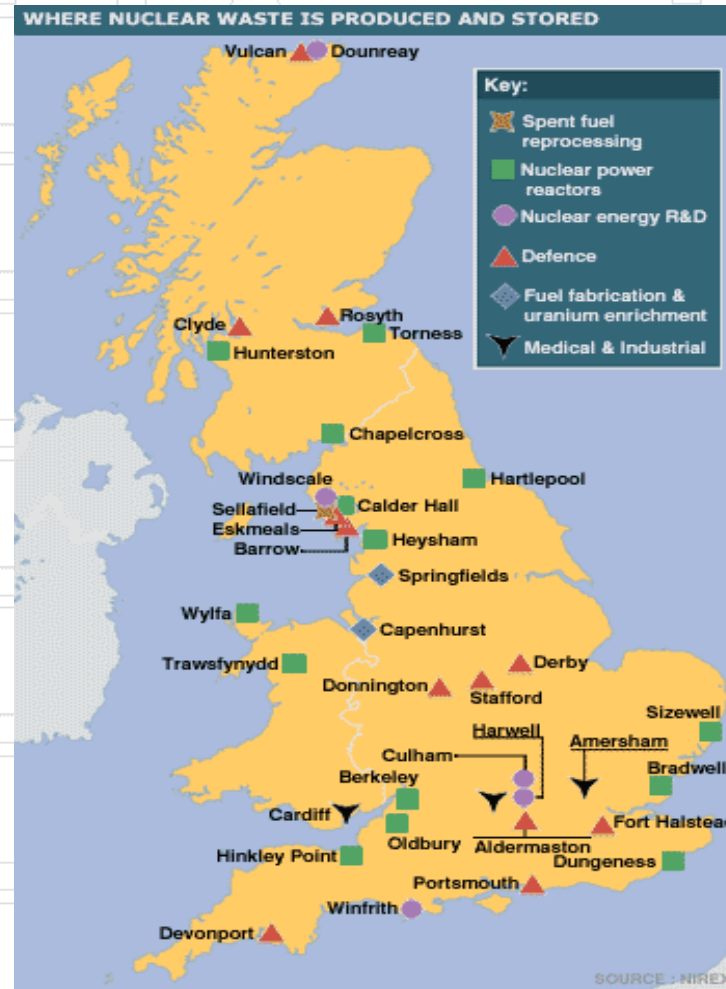 WHERE NUCLEAR WASTE IS PRODUCED AND STORED
Vulcan
Dounreay
Key:
Spent fuel
reprocessing
Nuclear power
reactors
Nuclear energy R&D
Defence
Fuel fabrication &
uranium enrichment
Medical & Industrial
Clyde
Rosyth
Torness
Hunterston
Chapelcross
Windscale
Hartlepool
Sellafield
Calder Hall
Eskmeals
Barrow
Heysham
Springfields
Wylfa
Capenhurst
Trawsfynydd
Derby
Donnington
Stafford
Sizewell
Harwell
Amersham
Culham
Bradwell
Berkeley
Cardiff
Oldbury
Aldermaston
Fort Halstead
Hinkley Point
Dungeness
Portsmouth
Winfrith
Devonport
SOURCE : NIREX